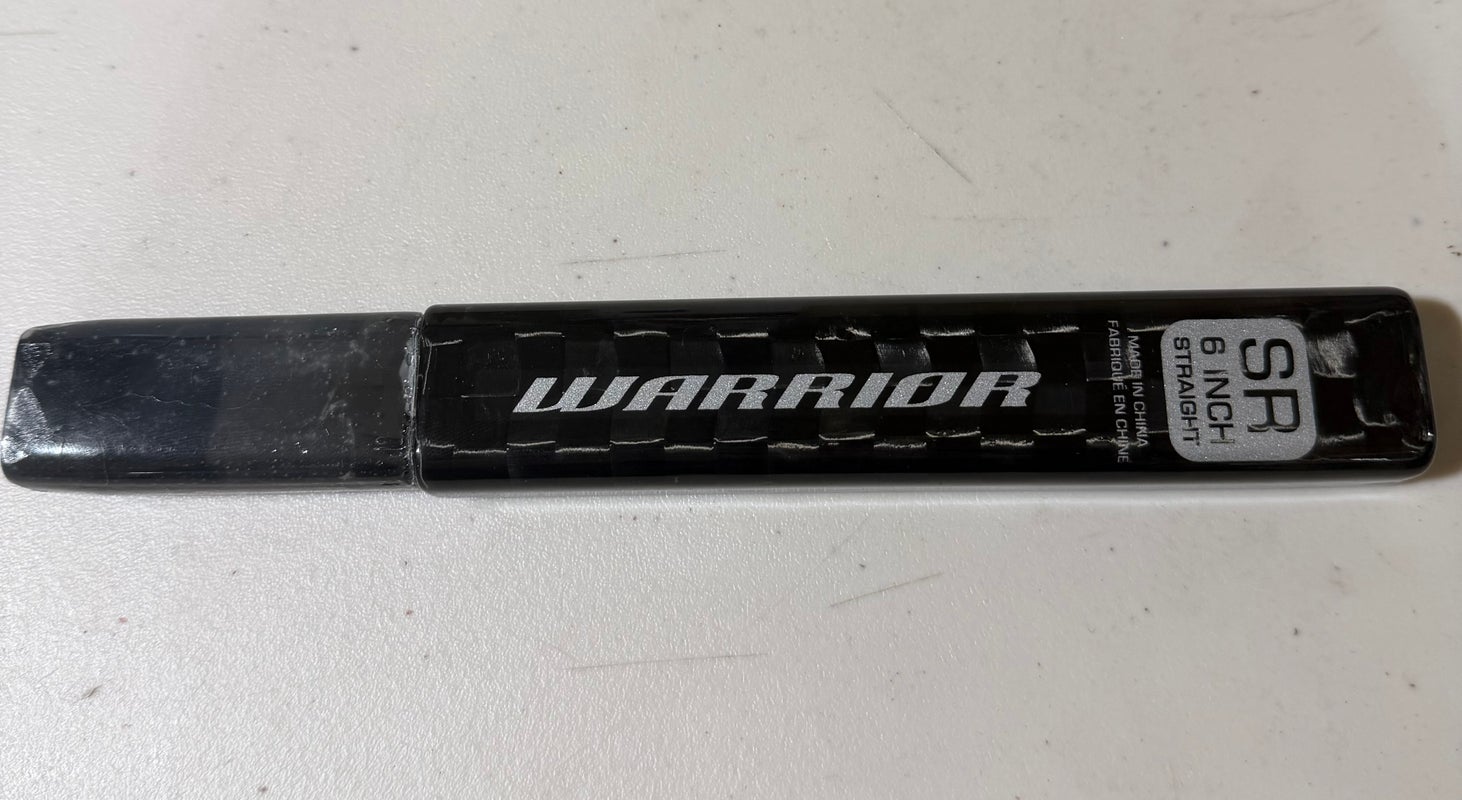 WARRIOR
MADE IN CHINA
FABRIQUÉ EN CHINE
SR
6 INCH
STRAIGHT